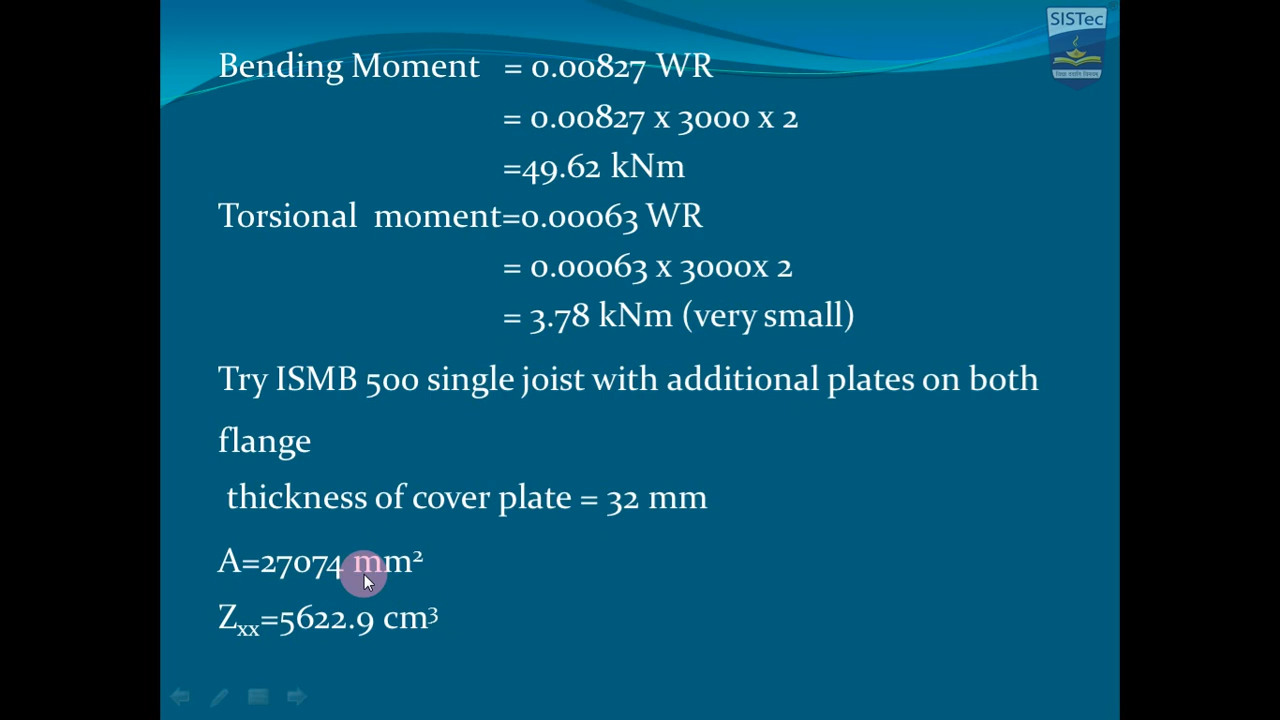 SISTec
Bending Moment = 0.00827 WR
= 0.00827 x 3000 x 2
=49.62 kNm
Torsional moment=0.00063 WR
= 0.00063 x 3000x 2
= 3.78 kNm (very small)
Try ISMB 500 single joist with additional plates on both
flange
thickness of cover plate = 32 mm
A=27074 mm²
Zxx=5622.9 cm³